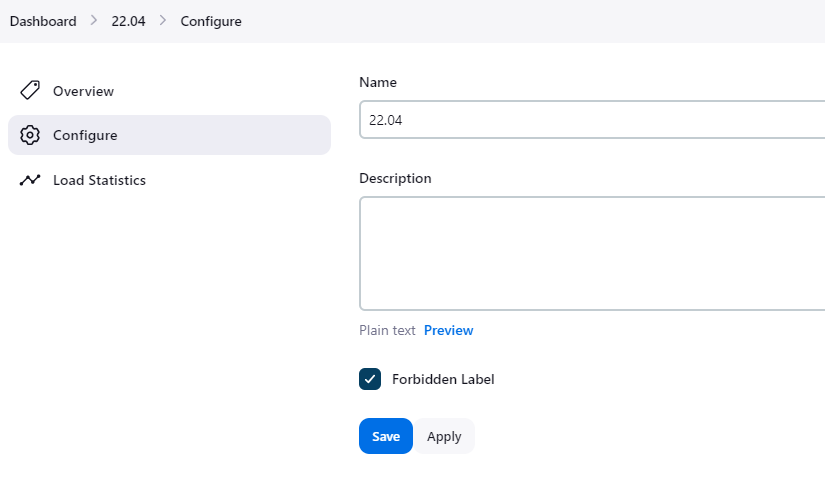 Dashboard > 22.04 > Configure
Overview
Configure
Load Statistics
Name
22.04
Description
Plain text Preview
Forbidden Label
Save Apply